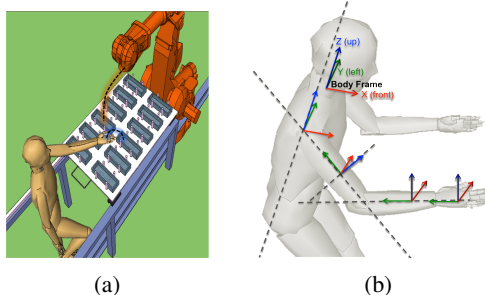 Z (up)
Y (left)
Body Frame
X (front)
(a)
(b)